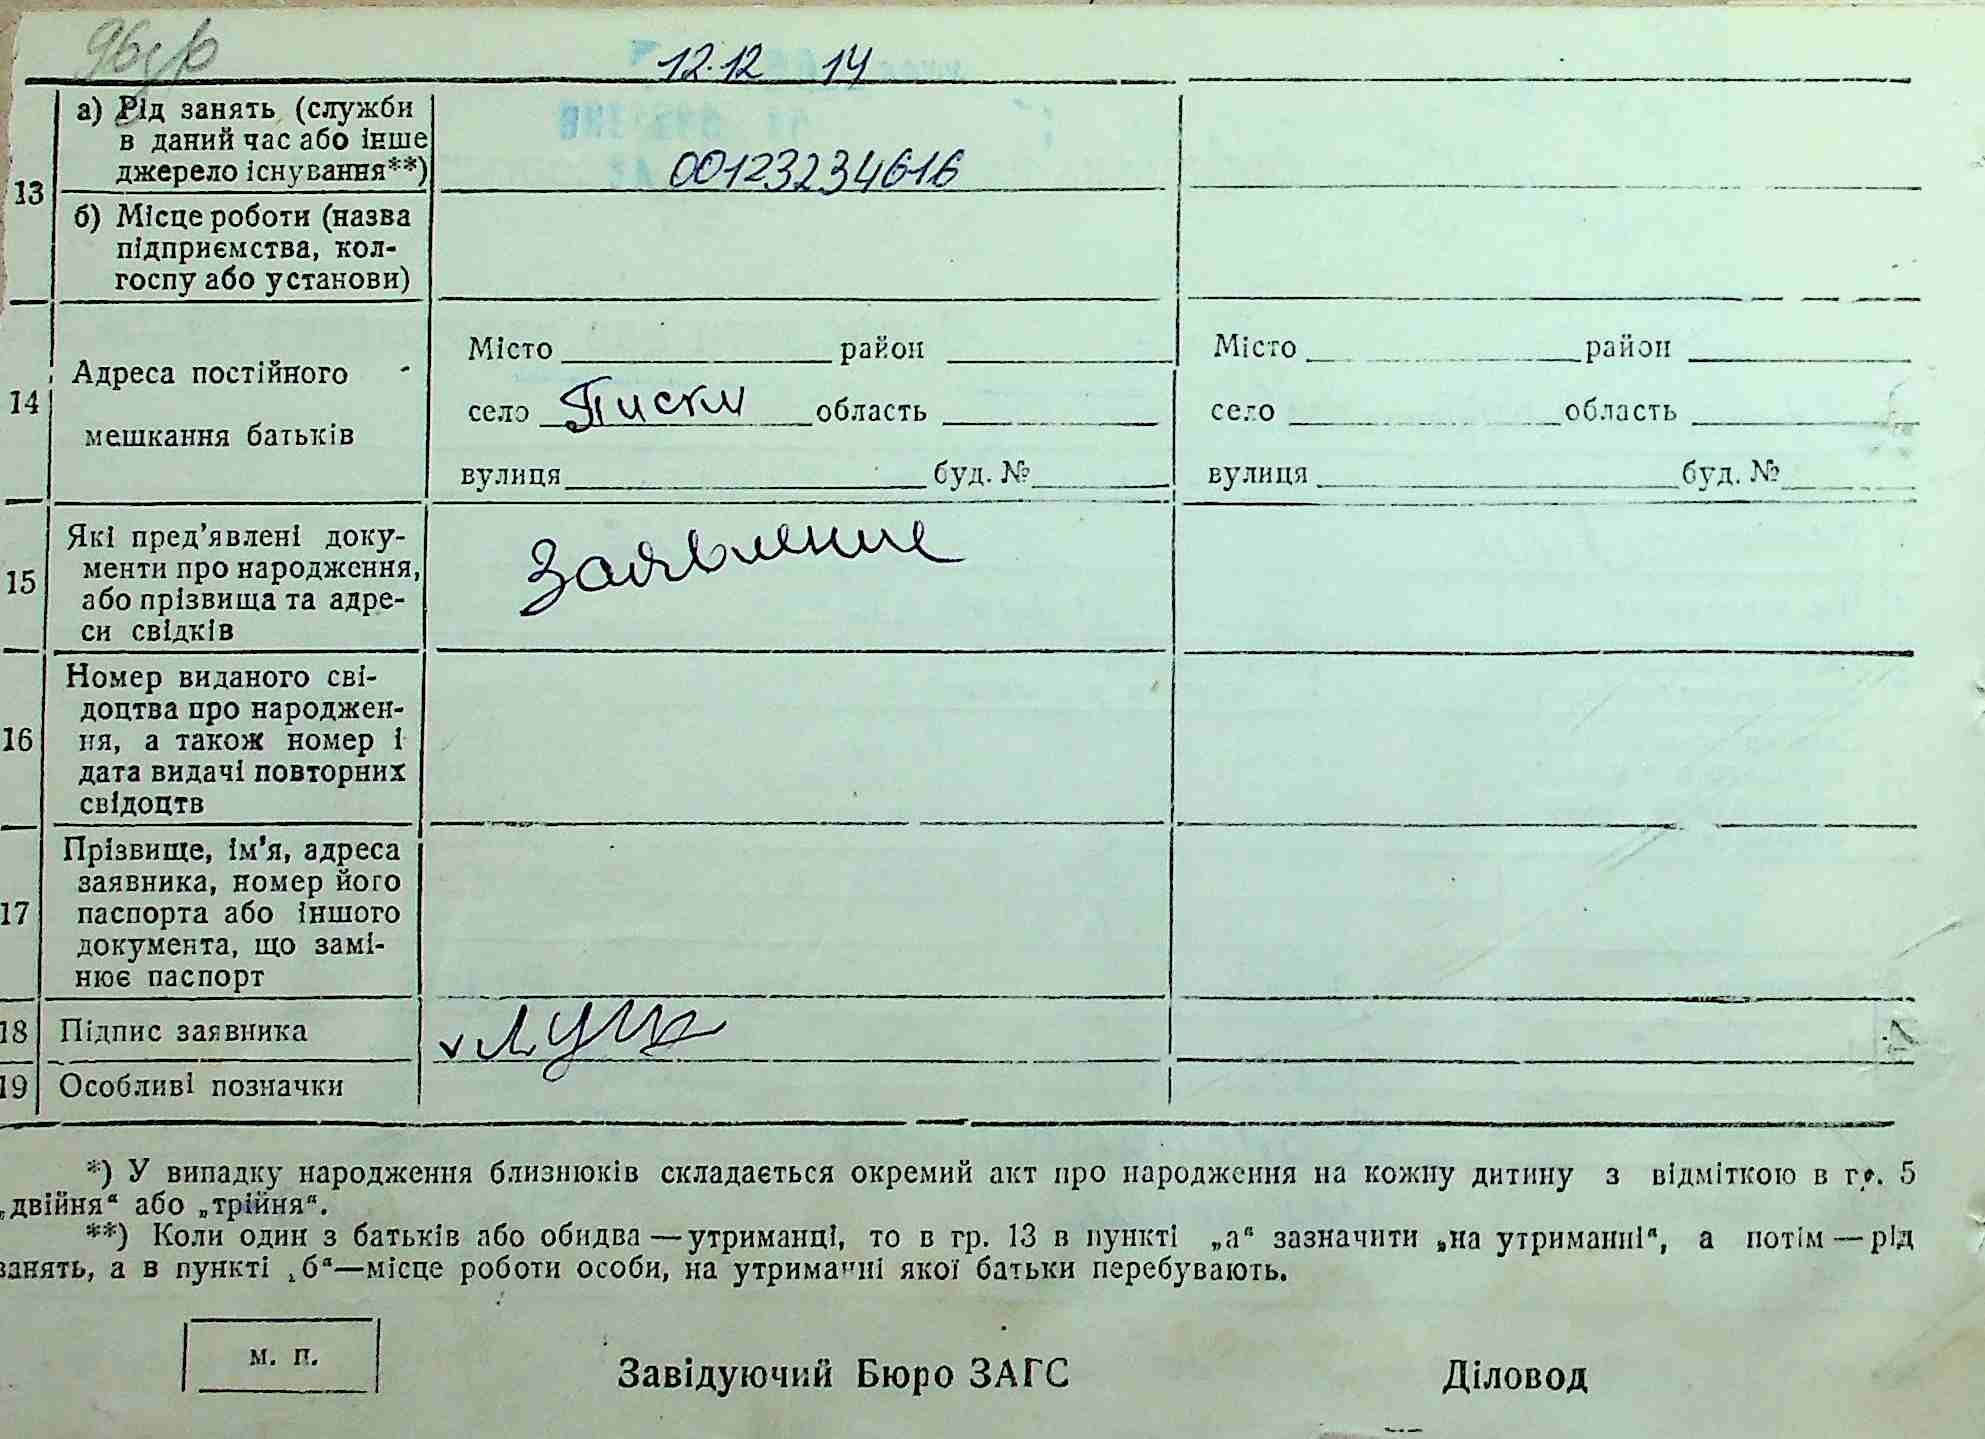 12.12 14
13
а) Рід занять (служби
в даний час або інше
джерело існування**)
00123234616
б) Місце роботи (назва
підприємства, кол-
госпу або установи)
14
Адреса постійного
мешкання батьків
Місто район
село Писки область
вулиця буд. №
Місто район
село область
вулиця буд. №
15
Які пред'явлені доку-
менти про народження,
або прізвища та адре-
си свідків
Заявление
16
Номер виданого сві-
доцтва про народжен-
ня, а також номер і
дата видачі повторних
свідоцтв
17
Прізвище, ім'я, адреса
заявника, номер його
паспорта або іншого
документа, що замі-
нює паспорт
18
Підпис заявника
19
Особливі позначки
*) У випадку народження близнюків складається окремий акт про народження на кожну дитину з відміткою в гр. 5
„двійня“ або „трійня“.
**) Коли один з батьків або обидва — утриманці, то в гр. 13 в пункті „а“ зазначити „на утриманні“, а потім — рід
занять, а в пункті „б“ — місце роботи особи, на утриманні якої батьки перебувають.
м. п.
Завідуючий Бюро ЗАГС
Діловод